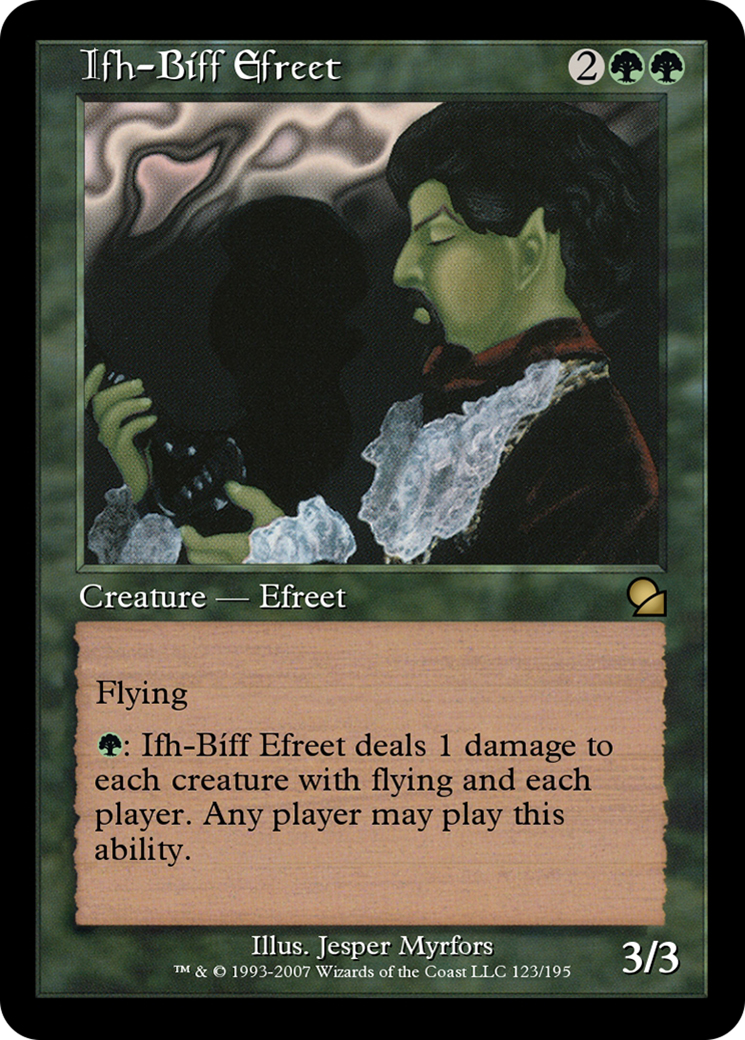 Ifh-Bíff Efreet
2
Creature — Efreet
Flying
: Ifh-Bíff Efreet deals 1 damage to
each creature with flying and each
player. Any player may play this
ability.
Illus. Jesper Myrfors
™ & © 1993-2007 Wizards of the Coast LLC 123/195
3/3